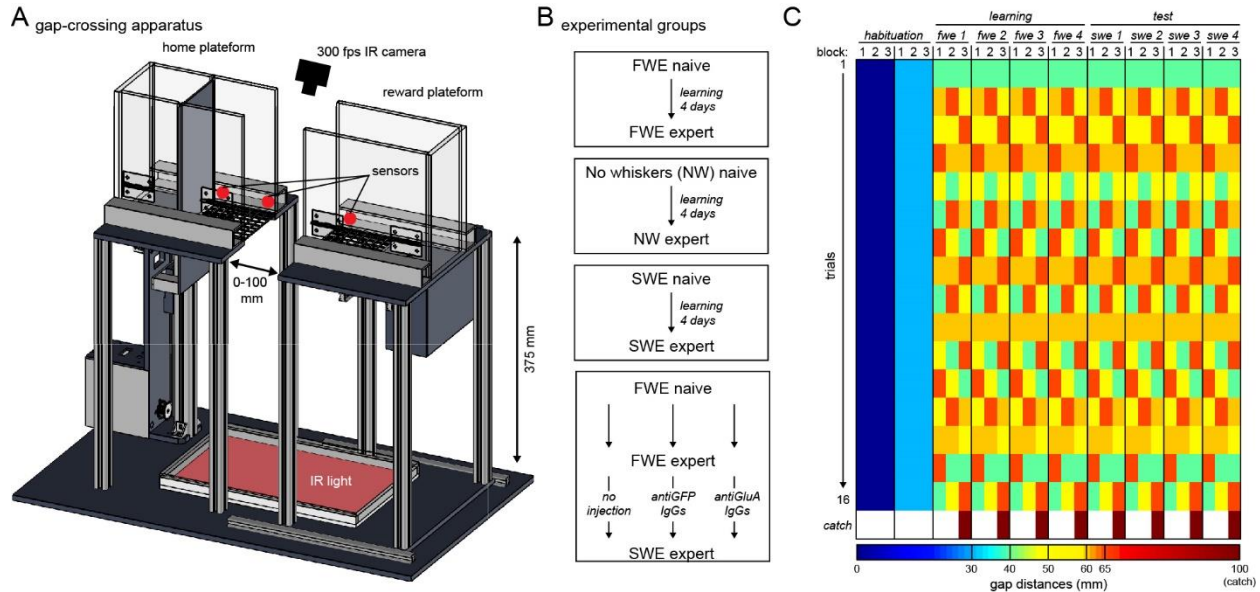 A
gap-crossing apparatus
home plateform
300 fps IR camera
reward plateform
sensors
0-100
mm
375 mm
IR light
B
experimental groups
FWE naive
learning
4 days
FWE expert
No whiskers (NW) naive
learning
4 days
NW expert
SWE naive
learning
4 days
SWE expert
FWE naive
FWE expert
no
injection
antiGFP
IgGs
antiGluA
IgGs
SWE expert
C
learning
test
habituation
fwe 1 fwe 2 fwe 3 fwe 4 swe 1 swe 2 swe 3 swe 4
block: 1 2 3 1 2 3 1 2 3 1 2 3 1 2 3 1 2 3 1 2 3 1 2 3 1 2 3 1 2 3
1
trials
16
catch
0 30 40 50 60 65 100
(catch)
gap distances (mm)